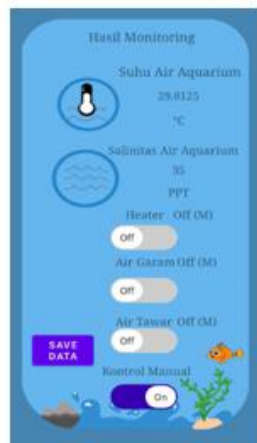 Hasil Monitoring
Suhu Air Aquarium
29.8125
°C
Salinitas Air Aquarium
35
PPT
Heater Off (M)
Off
Air Garam Off (M)
Off
Air Tawar Off (M)
Off
SAVE
DATA
Kontrol Manual
On